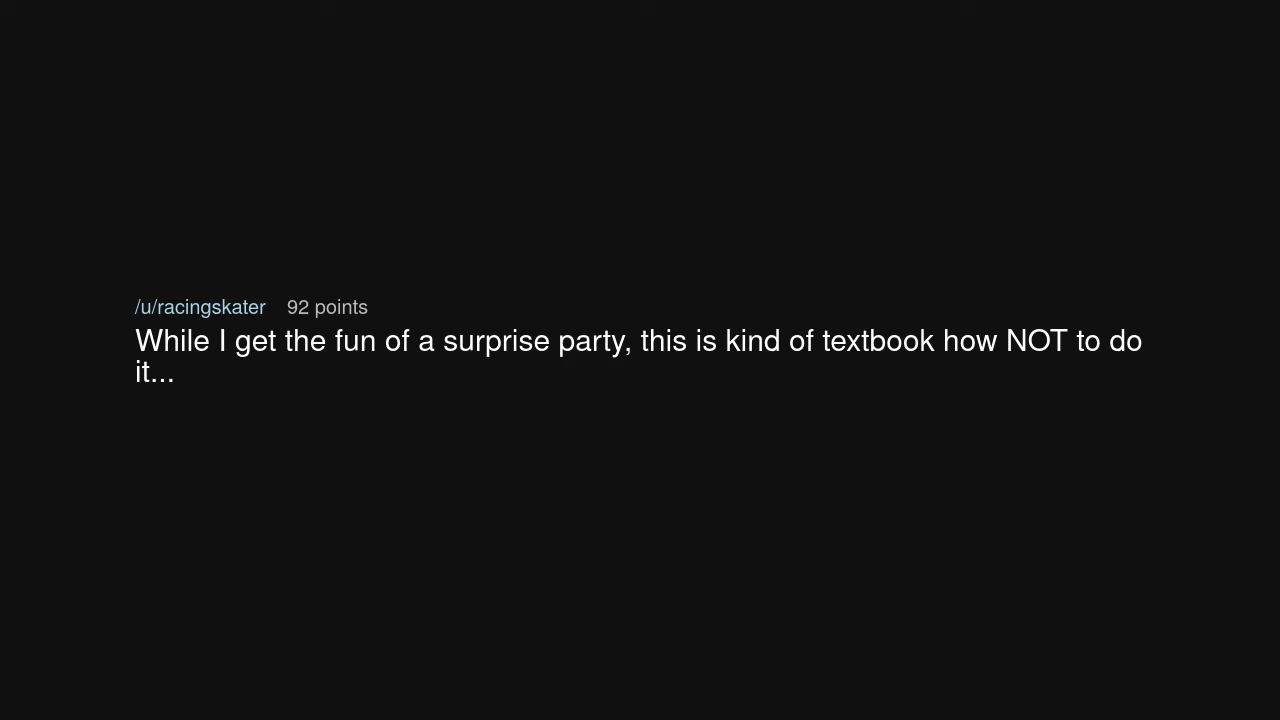 /u/racingskater 92 points
While I get the fun of a surprise party, this is kind of textbook how NOT to do
it...